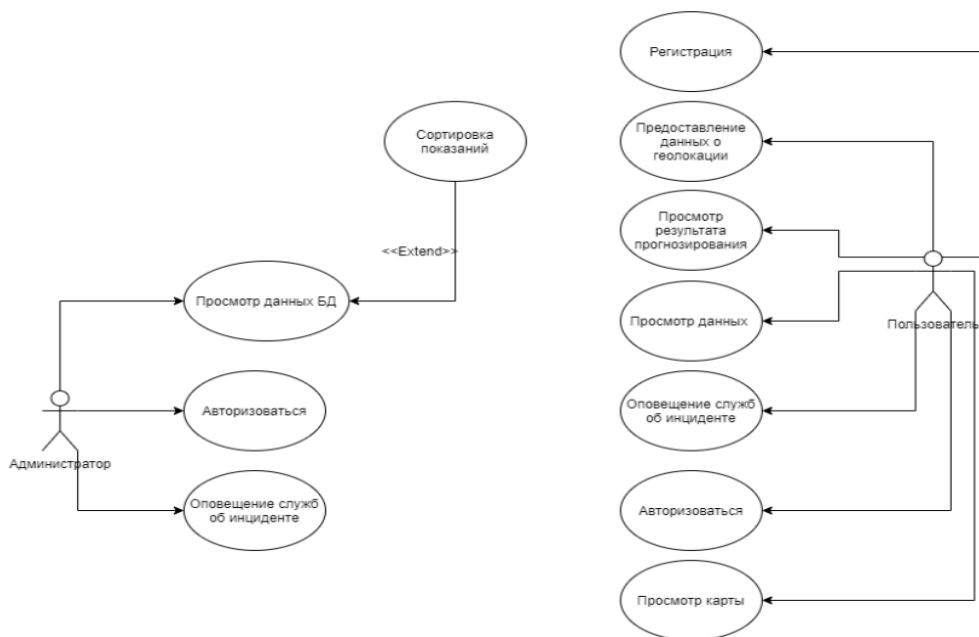 Регистрация
Сортировка
показаний
Предоставление
данных о
геолокации
Просмотр
результата
прогнозирования
<<Extend>>
Просмотр данных БД
Просмотр данных
Пользователь
Авторизоваться
Оповещение служб
об инциденте
Администратор
Оповещение служб
об инциденте
Авторизоваться
Просмотр карты